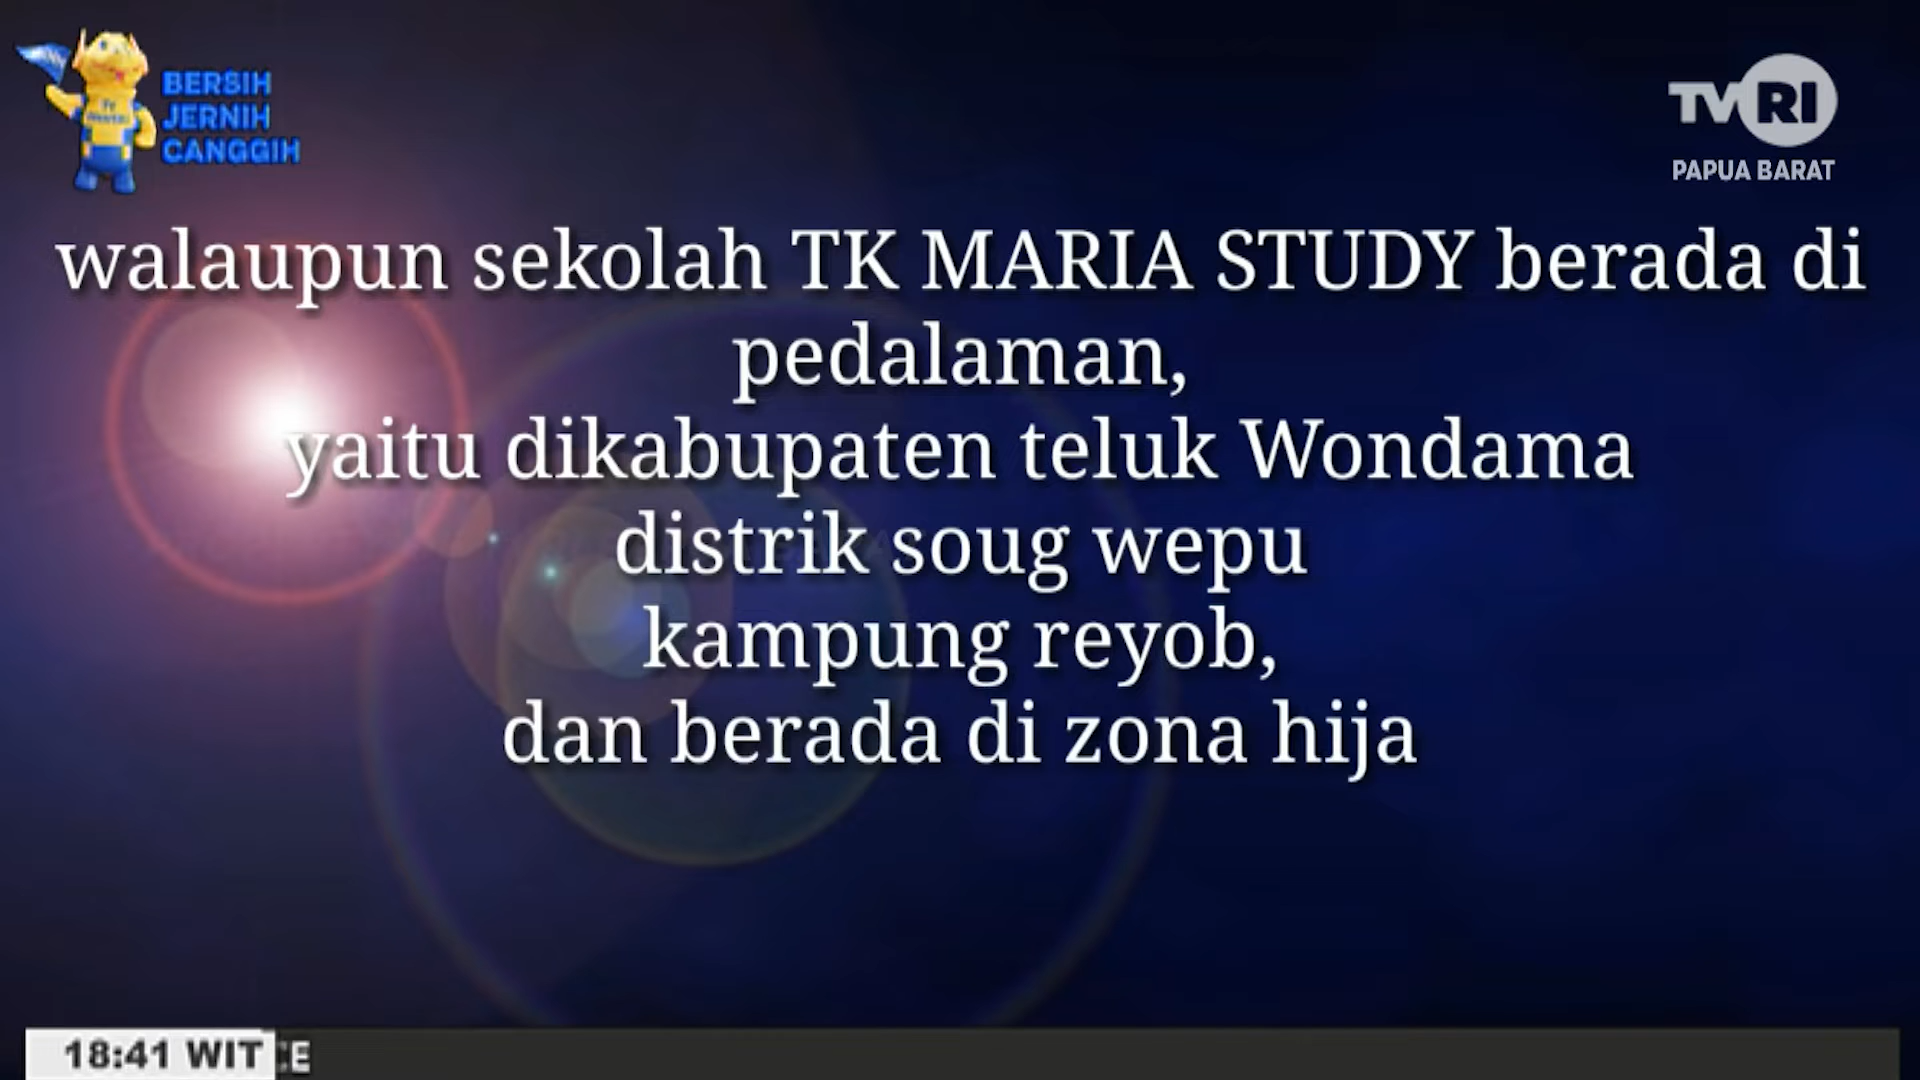 BERSIH
JERNIH
CANGGIH
TVRI
PAPUA BARAT
walaupun sekolah TK MARIA STUDY berada di
pedalaman,
yaitu dikabupaten teluk Wondama
distrik soug wepu
kampung reyob,
dan berada di zona hija
18:41 WIT